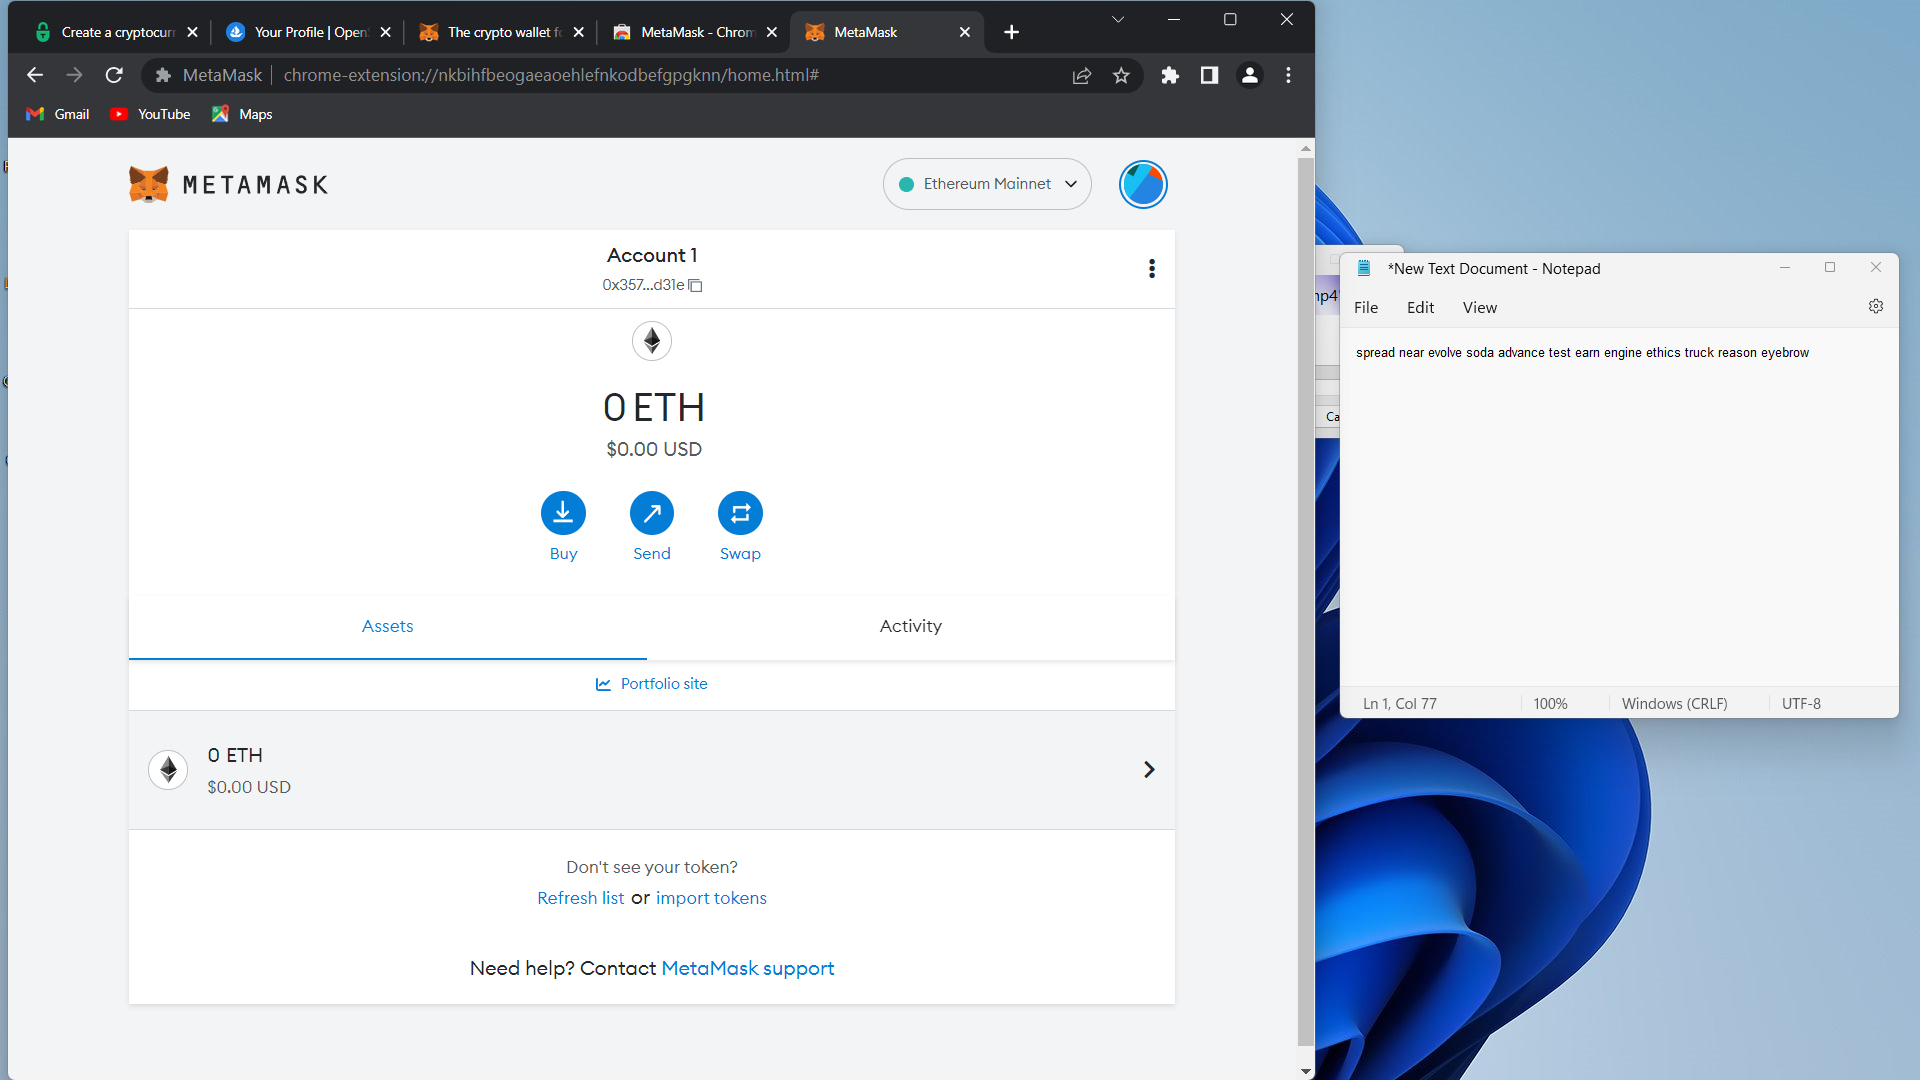 Create a cryptocurr
Your Profile | Open
The crypto wallet fo
MetaMask - Chrom
MetaMask
MetaMask
chrome-extension://nkbihfbeogaeaoehlefnkodbefgpgknn/home.html#
Gmail
YouTube
Maps
METAMASK
Ethereum Mainnet
Account 1
0x357...d31e
0 ETH
$0.00 USD
Buy
Send
Swap
Assets
Activity
Portfolio site
0 ETH
$0.00 USD
Don't see your token?
Refresh list or import tokens
Need help? Contact MetaMask support
*New Text Document - Notepad
File
Edit
View
spread near evolve soda advance test earn engine ethics truck reason eyebrow
Ln 1, Col 77
100%
Windows (CRLF)
UTF-8